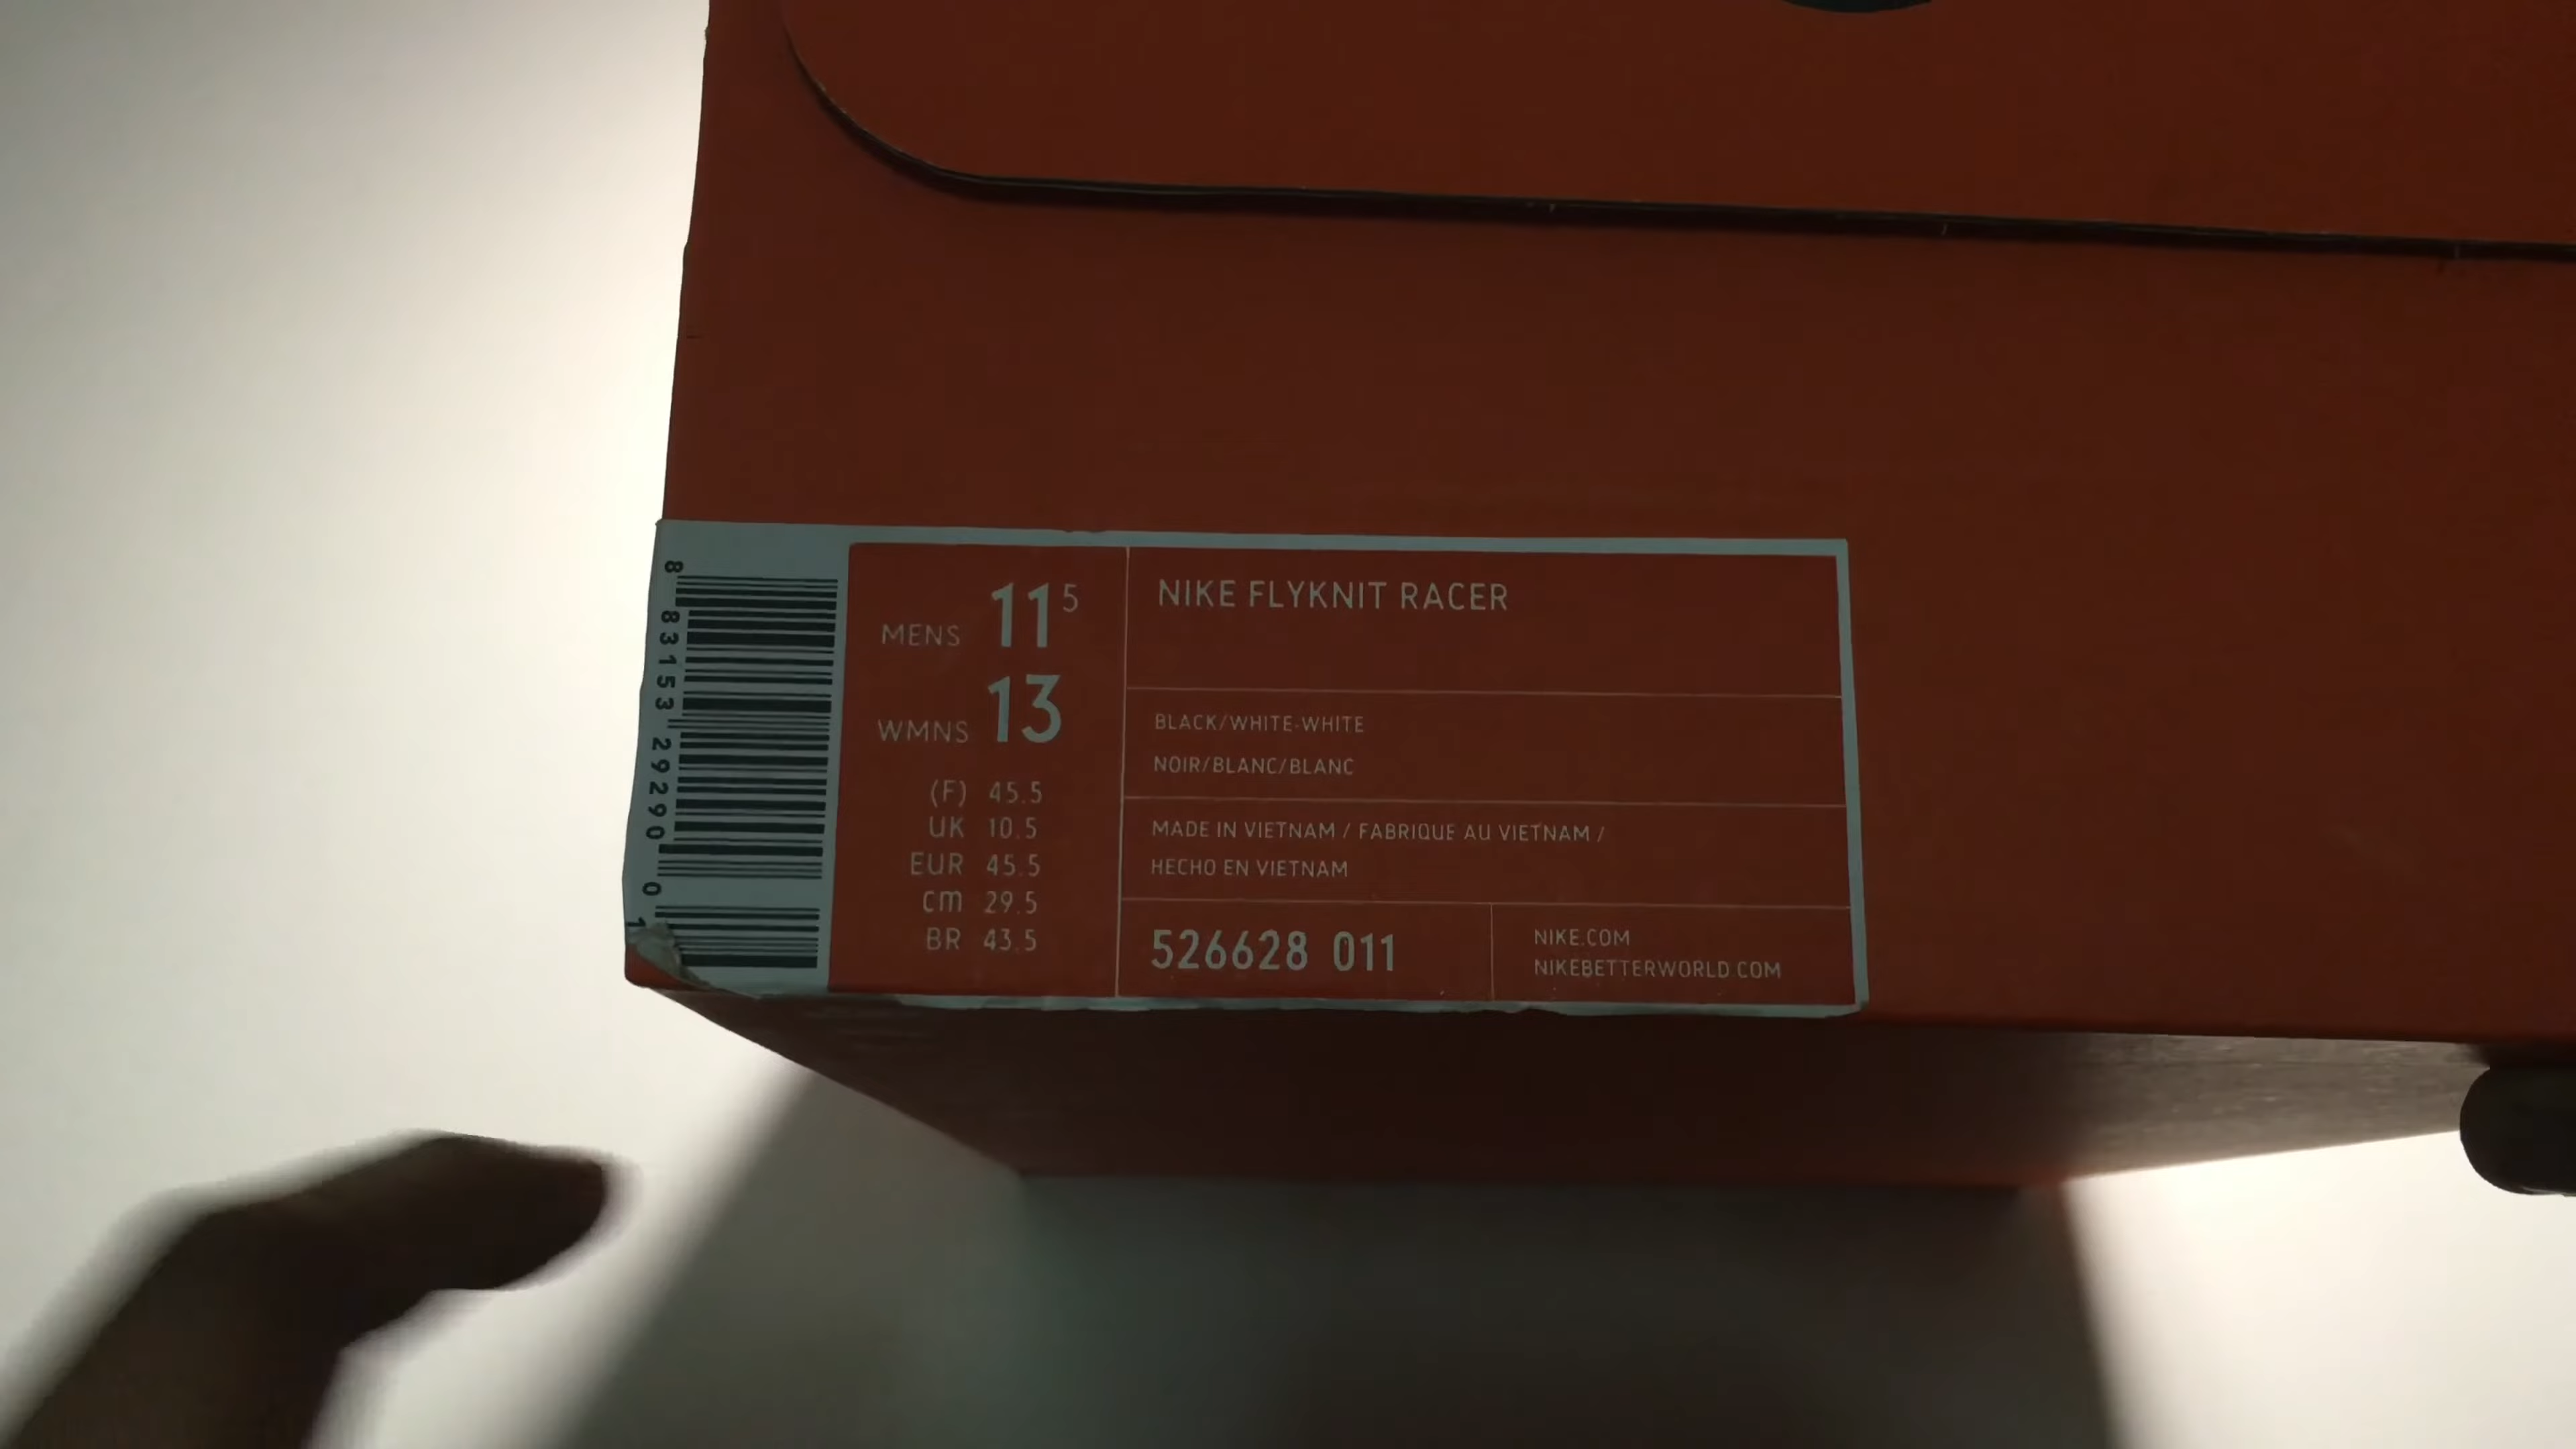 8 83153 29290 0 1
MENS 11 5
WMNS 13
(F) 45.5
UK 10.5
EUR 45.5
cm 29.5
BR 43.5
NIKE FLYKNIT RACER
BLACK/WHITE-WHITE
NOIR/BLANC/BLANC
MADE IN VIETNAM / FABRIQUE AU VIETNAM /
HECHO EN VIETNAM
526628 011
NIKE.COM
NIKEBETTERWORLD.COM